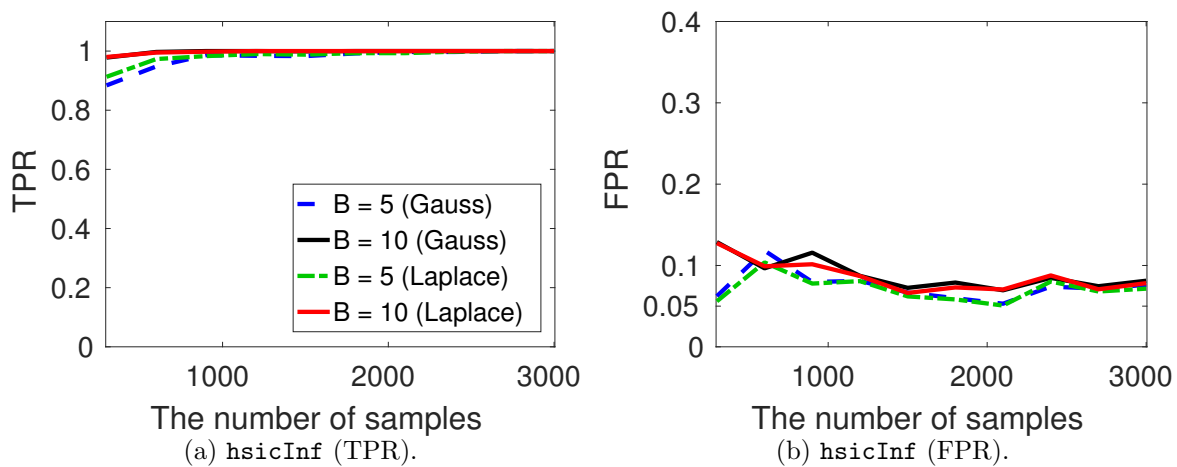 TPR
1
0.8
0.6
0.4
0.2
0
B = 5 (Gauss)
B = 10 (Gauss)
B = 5 (Laplace)
B = 10 (Laplace)
1000
2000
3000
The number of samples
(a) hsicInf (TPR).
FPR
0.4
0.3
0.2
0.1
0.05
0
1000
2000
3000
The number of samples
(b) hsicInf (FPR).